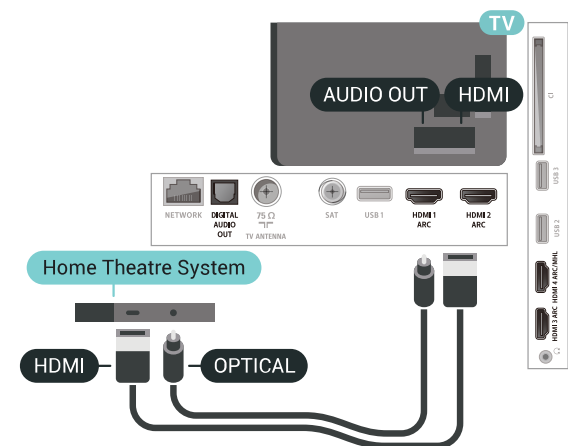 TV
AUDIO OUT
HDMI
NETWORK
DIGITAL
AUDIO
OUT
75 Ω
TV ANTENNA
SAT
USB 1
HDMI 1
ARC
HDMI 2
ARC
CI
USB 3
USB 2
HDMI 4 ARC/MHL
HDMI 3 ARC
Home Theatre System
HDMI
OPTICAL